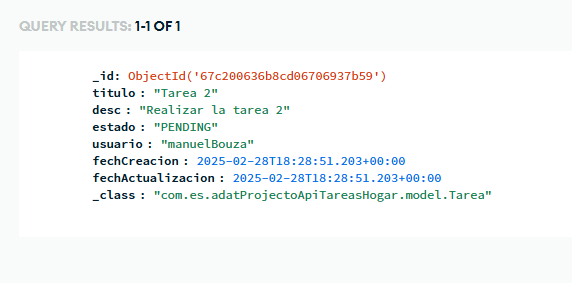 QUERY RESULTS: 1-1 OF 1
_id: ObjectId('67c200636b8cd06706937b59')
titulo : "Tarea 2"
desc : "Realizar la tarea 2"
estado : "PENDING"
usuario : "manuelBouza"
fechCreacion : 2025-02-28T18:28:51.203+00:00
fechActualizacion : 2025-02-28T18:28:51.203+00:00
_class : "com.es.adatProjectoApiTareasHogar.model.Tarea"